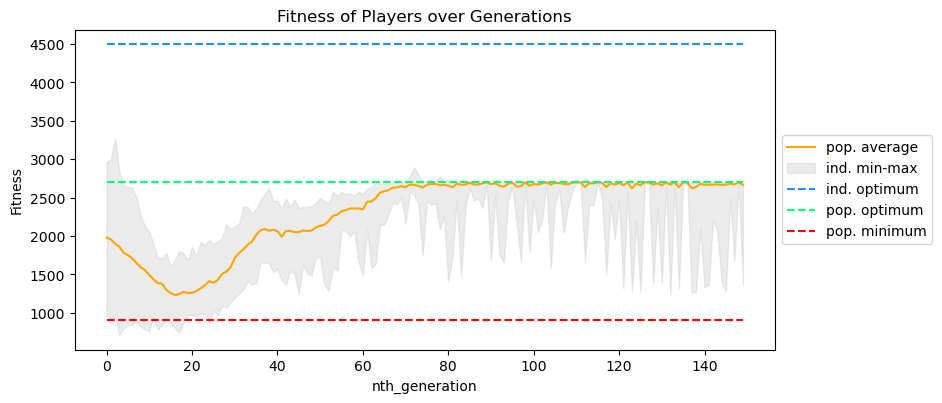 Fitness of Players over Generations
Fitness
4500
4000
3500
3000
2500
2000
1500
1000
0
20
40
60
80
100
120
140
nth_generation
pop. average
ind. min-max
ind. optimum
pop. optimum
pop. minimum